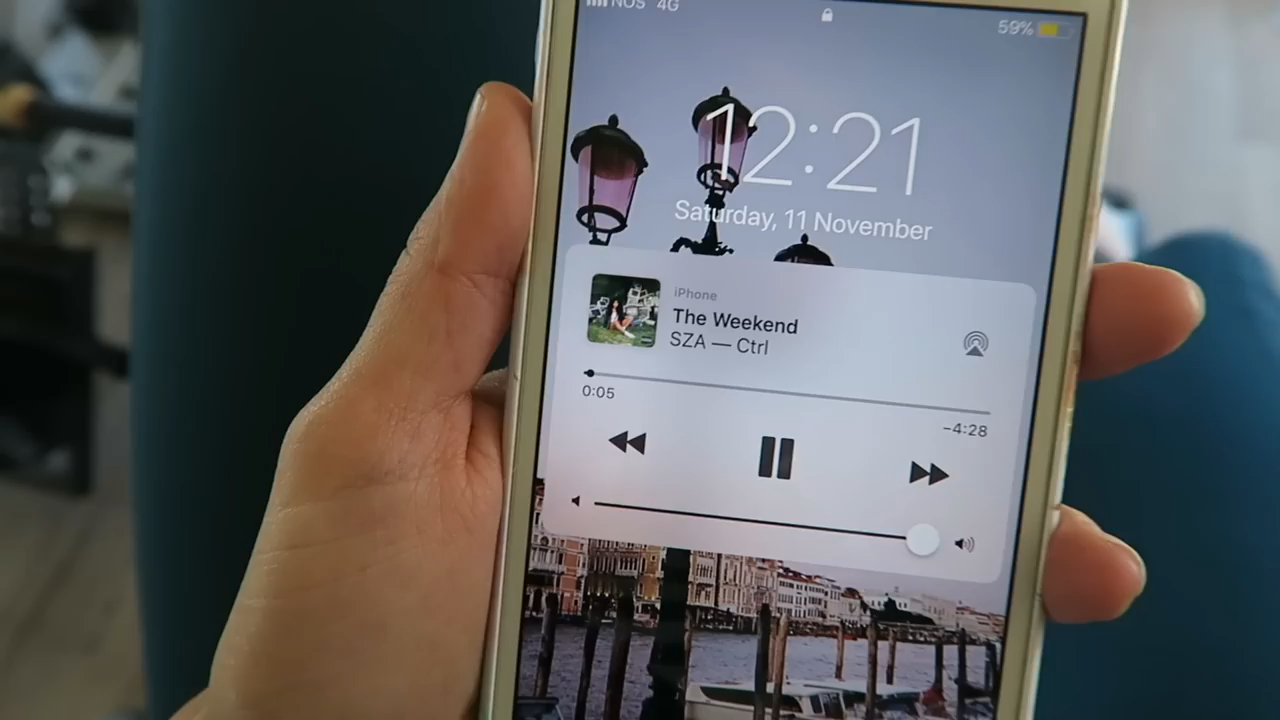 NOS 4G
59%
12:21
Saturday, 11 November
iPhone
The Weekend
SZA — Ctrl
0:05
-4:28